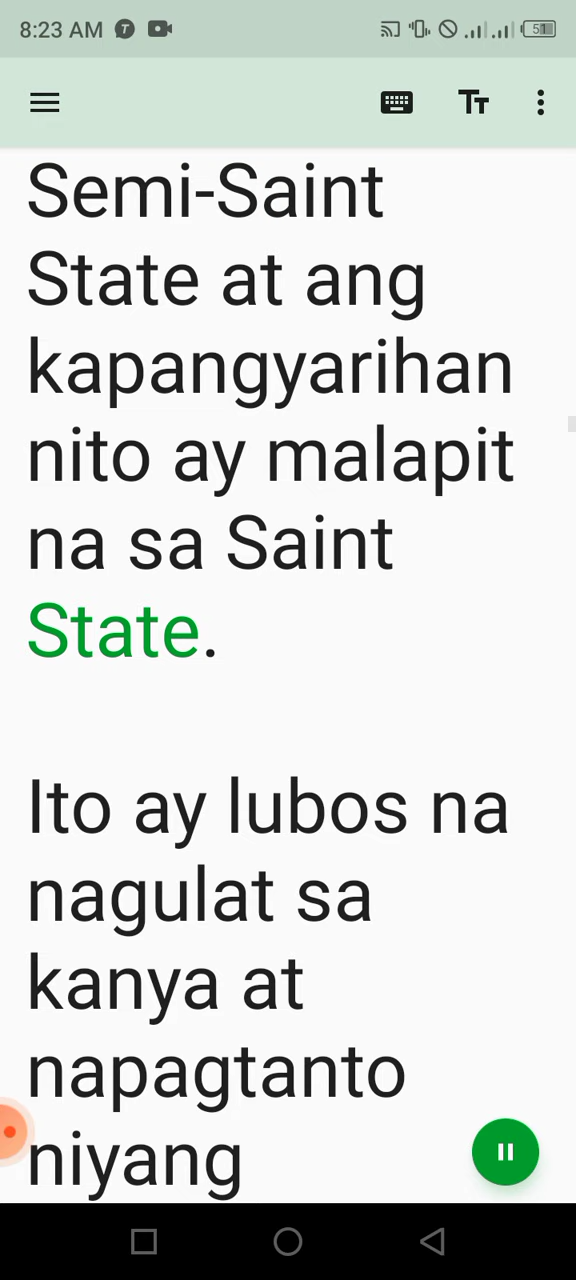 8:23 AM
51
Semi-Saint
State at ang
kapangyarihan
nito ay malapit
na sa Saint
State.
Ito ay lubos na
nagulat sa
kanya at
napagtanto
niyang